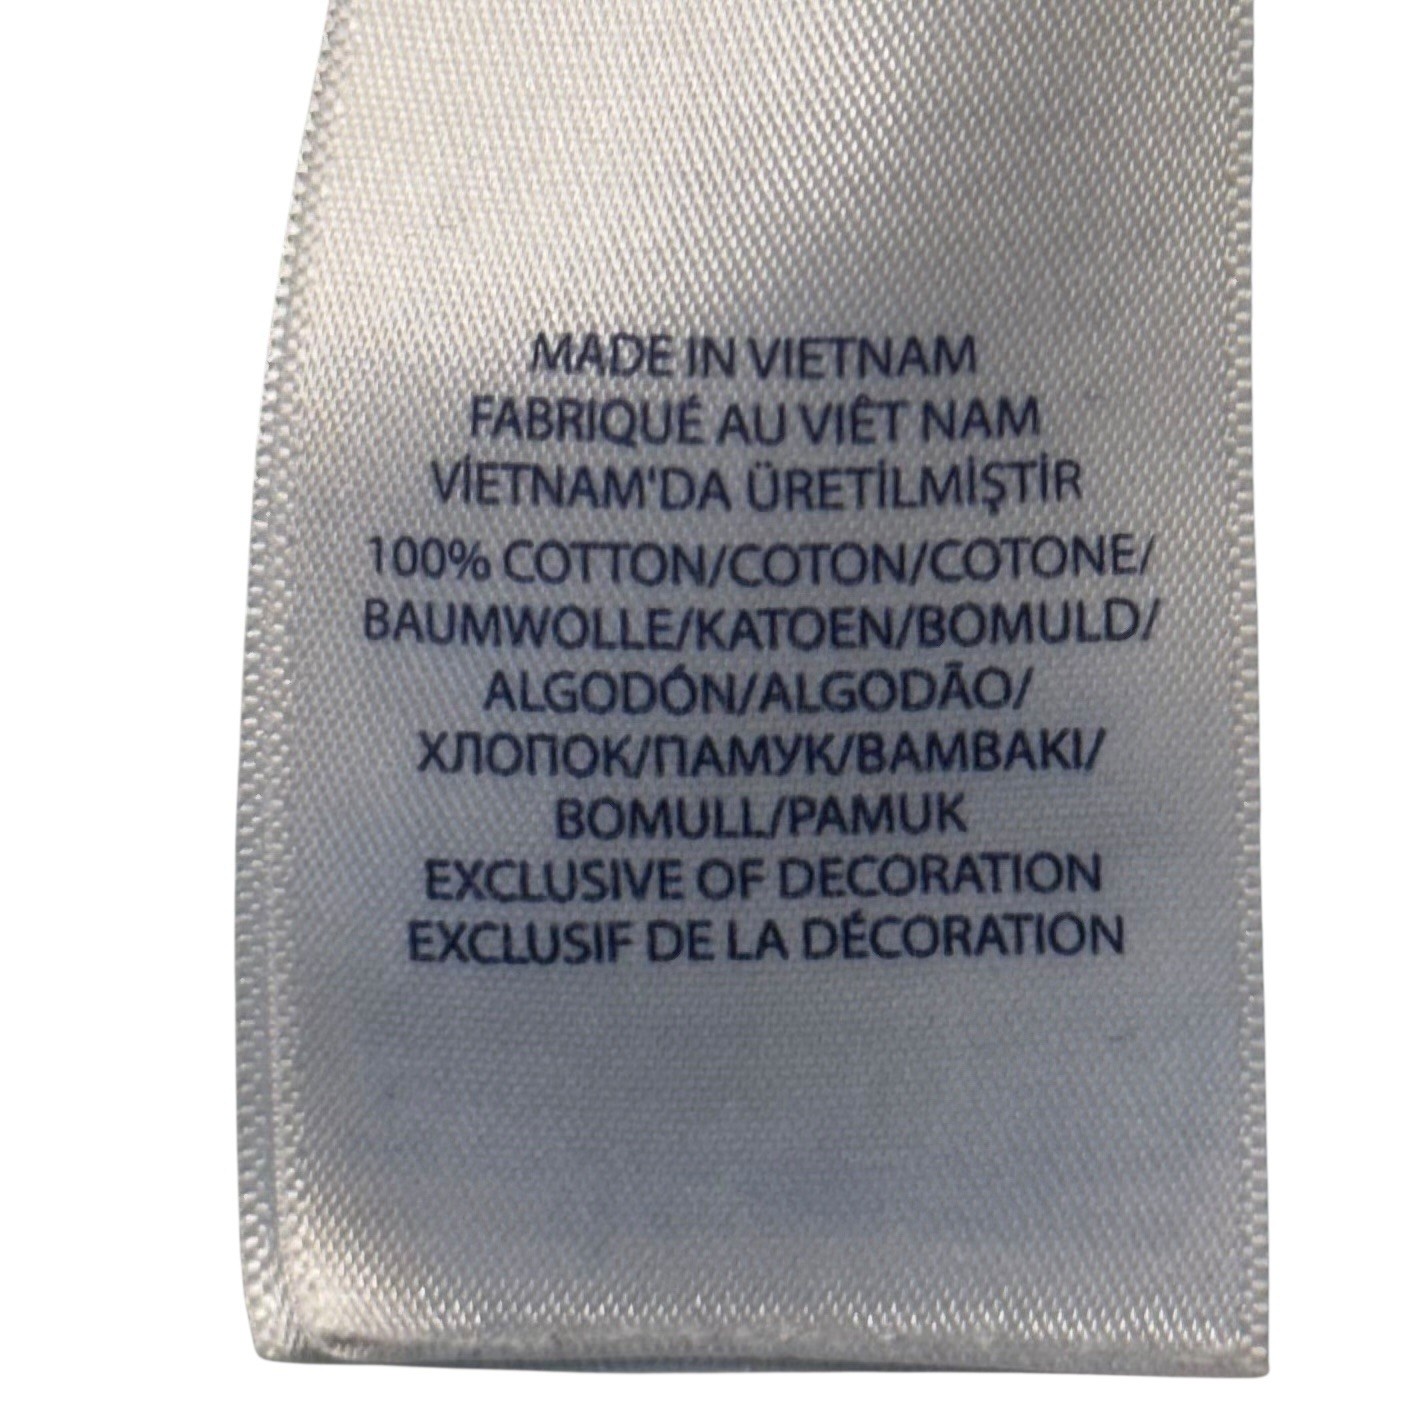 MADE IN VIETNAM
FABRIQUÉ AU VIÊT NAM
VİETNAM'DA ÜRETİLMİŞTİR
100% COTTON/COTON/COTONE/
BAUMWOLLE/KATOEN/BOMULD/
ALGODÓN/ALGODÃO/
ХЛОПОК/ПАМУК/BAMBAKI/
BOMULL/PAMUK
EXCLUSIVE OF DECORATION
EXCLUSIF DE LA DÉCORATION